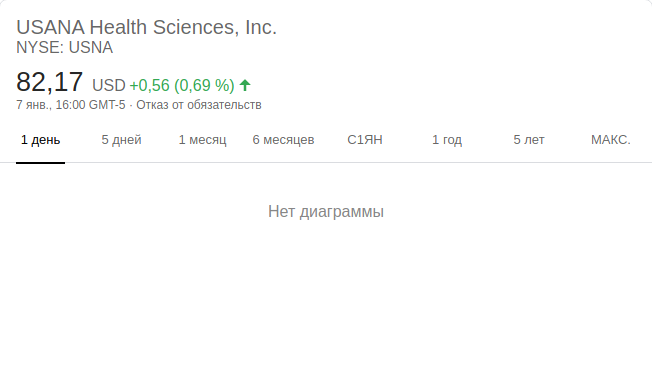 USANA Health Sciences, Inc.
NYSE: USNA
82,17 USD +0,56 (0,69 %)
7 янв., 16:00 GMT-5 · Отказ от обязательств
1 день 5 дней 1 месяц 6 месяцев С1ЯН 1 год 5 лет МАКС.
Нет диаграммы